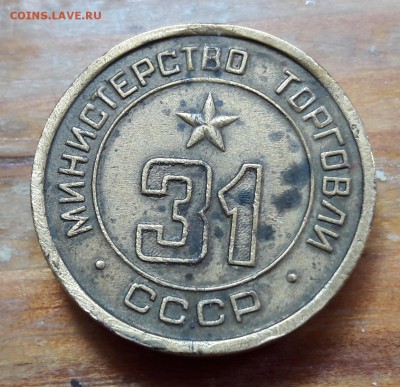 COINS.LAVE.RU
МИНИСТЕРСТВО ТОРГОВЛИ
31
· СССР ·